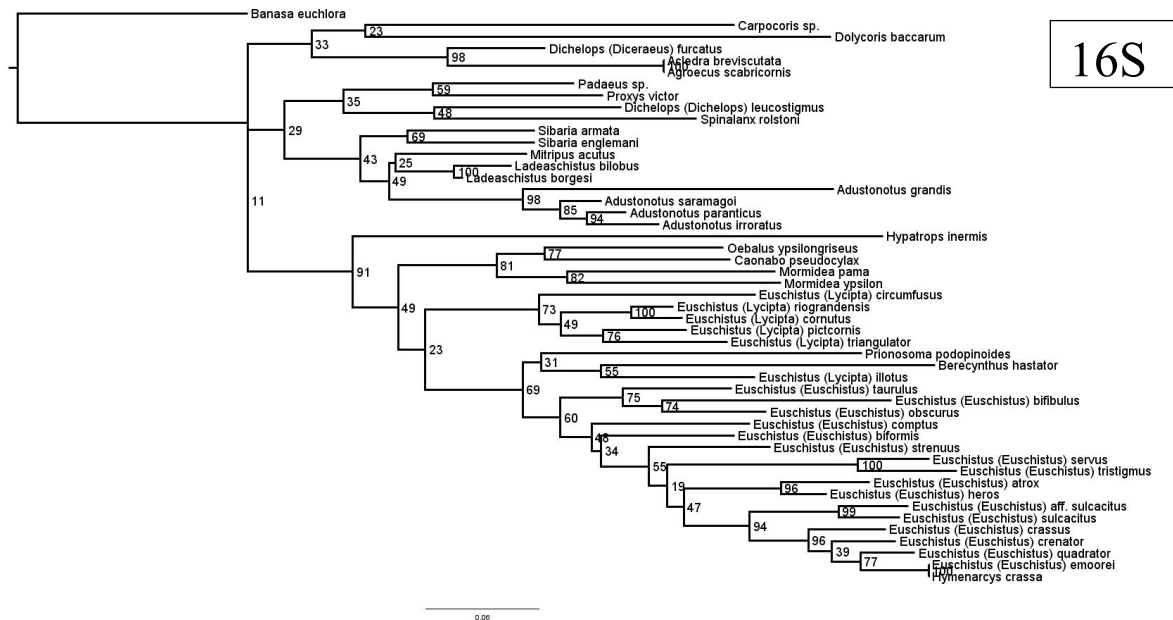 Banasa euchlora
Carpocoris sp.
23
Dolycoris baccarum
16S
33
Dichelops (Diceraeus) furcatus
98
Acledra breviscutata
100
Agroecus scabricornis
Padaeus sp.
59
Proxys victor
35
Dichelops (Dichelops) leucostigmus
48
Spinalanx rolstoni
29
Sibaria armata
69
Sibaria englemani
43
Mitripus acutus
25
Ladeaschistus bilobus
100
Ladeaschistus borgesi
49
Adustonotus grandis
98
Adustonotus saramagoi
85
Adustonotus paranticus
94
Adustonotus irroratus
11
Hypatrops inermis
91
Oebalus ypsilongriseus
77
Caonabo pseudocylax
81
Mormidea pama
82
Mormidea ypsilon
49
Euschistus (Lycipta) circumfusus
73
Euschistus (Lycipta) riograndensis
100
Euschistus (Lycipta) cornutus
49
Euschistus (Lycipta) pictcornis
76
Euschistus (Lycipta) triangulator
23
Prionosoma podopinoides
31
Berecynthus hastator
55
Euschistus (Lycipta) illotus
69
Euschistus (Euschistus) taurulus
75
Euschistus (Euschistus) bifibulus
74
Euschistus (Euschistus) obscurus
60
Euschistus (Euschistus) comptus
48
Euschistus (Euschistus) biformis
34
Euschistus (Euschistus) strenuus
55
Euschistus (Euschistus) servus
100
Euschistus (Euschistus) tristigmus
19
Euschistus (Euschistus) atrox
96
Euschistus (Euschistus) heros
47
Euschistus (Euschistus) aff. sulcacitus
99
Euschistus (Euschistus) sulcacitus
94
Euschistus (Euschistus) crassus
96
Euschistus (Euschistus) crenator
39
Euschistus (Euschistus) quadrator
77
Euschistus (Euschistus) emoorei
100
Hymenarcys crassa
0.06